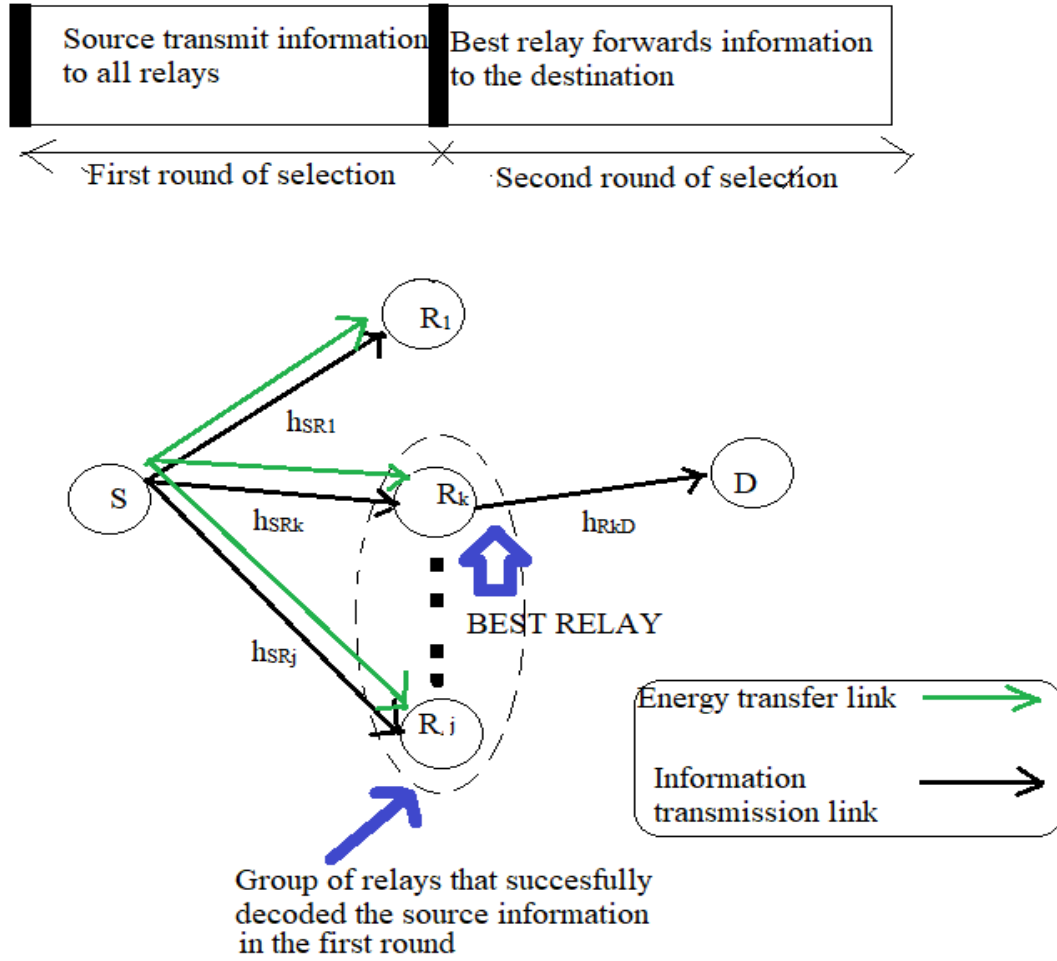 Source transmit information
to all relays
Best relay forwards information
to the destination
First round of selection
Second round of selection
R1
hSR1
S
Rk
D
hSRk
hRkD
BEST RELAY
hSRj
R j
Energy transfer link
Information
transmission link
Group of relays that succesfully
decoded the source information
in the first round